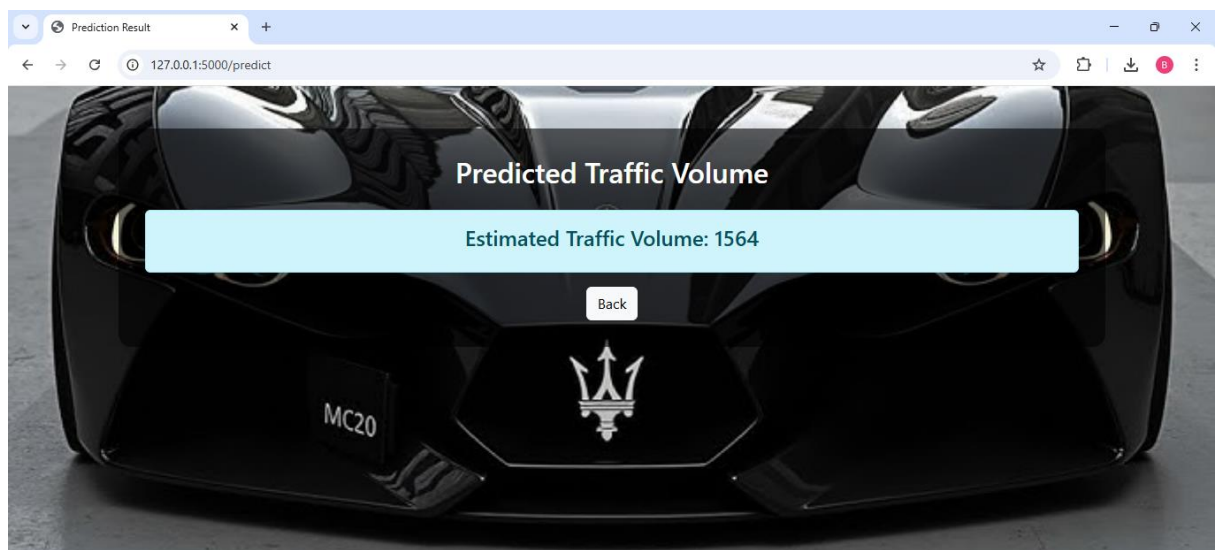 Prediction Result
127.0.0.1:5000/predict
B
Predicted Traffic Volume
Estimated Traffic Volume: 1564
Back
MC20